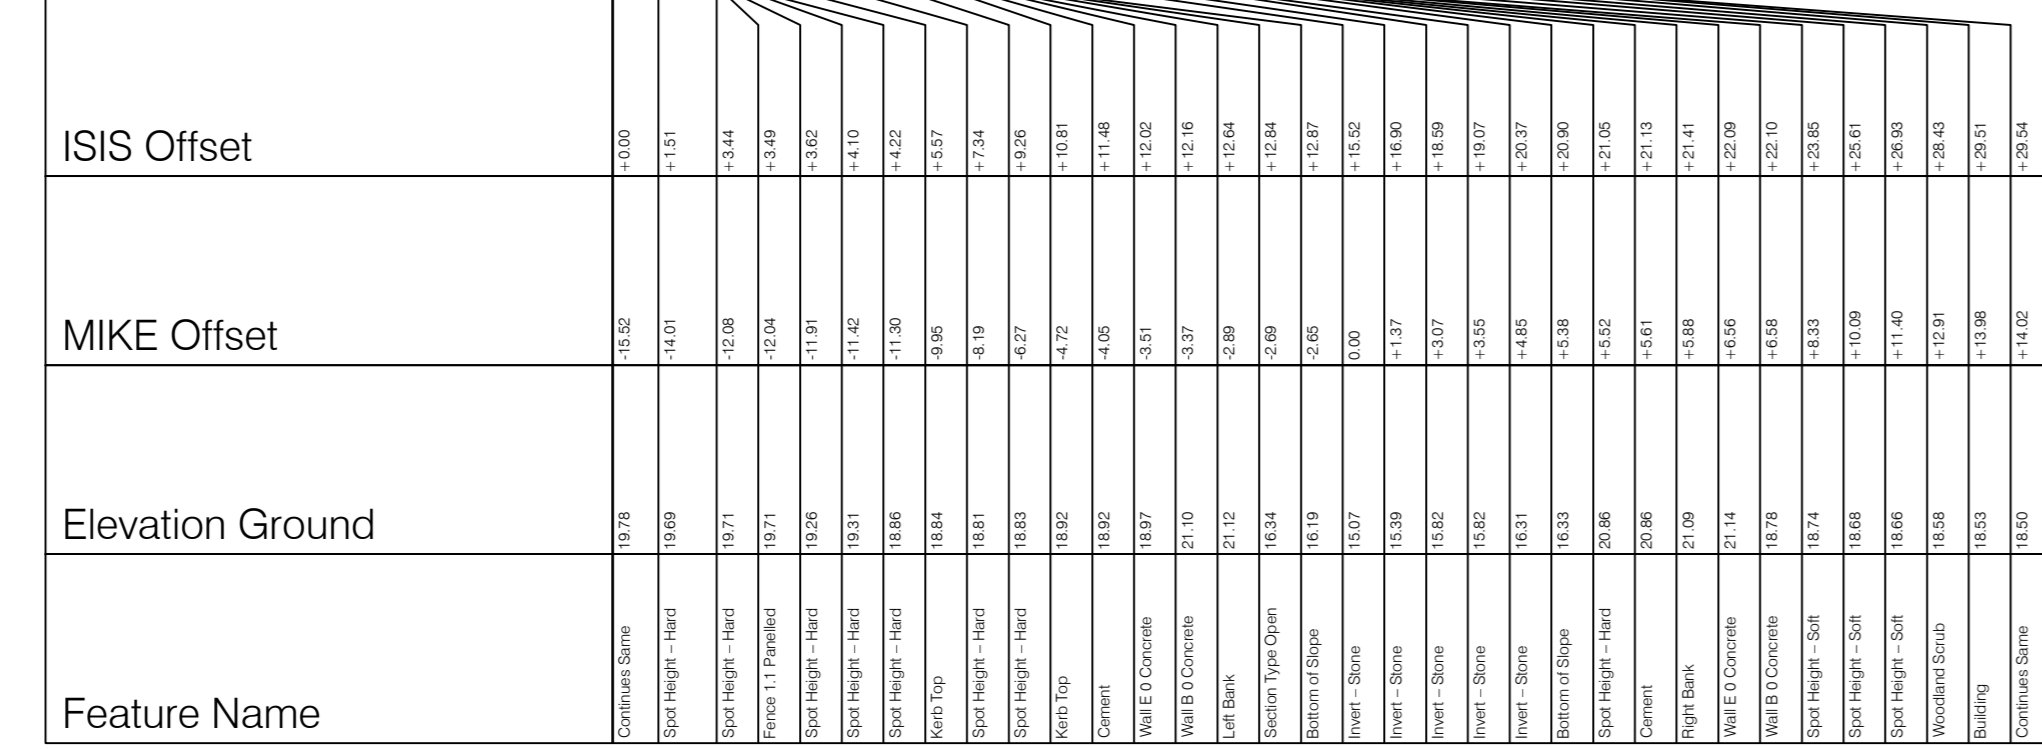 ISIS Offset +0.00 +1.51 +3.44 +3.49 +3.62 +4.10 +4.22 +5.57 +7.34 +9.26 +10.81 +11.48 +12.02 +12.16 +12.64 +12.84 +12.87 +15.52 +16.90 +18.59 +19.07 +20.37 +20.90 +21.05 +21.13 +21.41 +22.09 +22.10 +23.85 +25.61 +26.93 +28.43 +29.51 +29.54
MIKE Offset -15.52 -14.01 -12.08 -12.04 -11.91 -11.42 -11.30 -9.95 -8.19 -6.27 -4.72 -4.05 -3.51 -3.37 -2.89 -2.69 -2.65 0.00 +1.37 +3.07 +3.55 +4.85 +5.38 +5.52 +5.61 +5.88 +6.56 +6.58 +8.33 +10.09 +11.40 +12.91 +13.98 +14.02
Elevation Ground 19.78 19.69 19.71 19.71 19.26 19.31 18.86 18.84 18.81 18.83 18.92 18.92 18.97 21.10 21.12 16.34 16.19 15.07 15.39 15.82 15.82 16.31 16.33 20.86 20.86 21.09 21.14 18.78 18.74 18.68 18.66 18.58 18.53 18.50
Feature Name
Continues Same
Spot Height – Hard
Spot Height – Hard
Fence 1.1 Panelled
Spot Height – Hard
Spot Height – Hard
Spot Height – Hard
Kerb Top
Spot Height – Hard
Spot Height – Hard
Kerb Top
Cement
Wall E 0 Concrete
Wall B 0 Concrete
Left Bank
Section Type Open
Bottom of Slope
Invert – Stone
Invert – Stone
Invert – Stone
Invert – Stone
Invert – Stone
Bottom of Slope
Spot Height – Hard
Cement
Right Bank
Wall E 0 Concrete
Wall B 0 Concrete
Spot Height – Soft
Spot Height – Soft
Spot Height – Soft
Woodland Scrub
Building
Continues Same